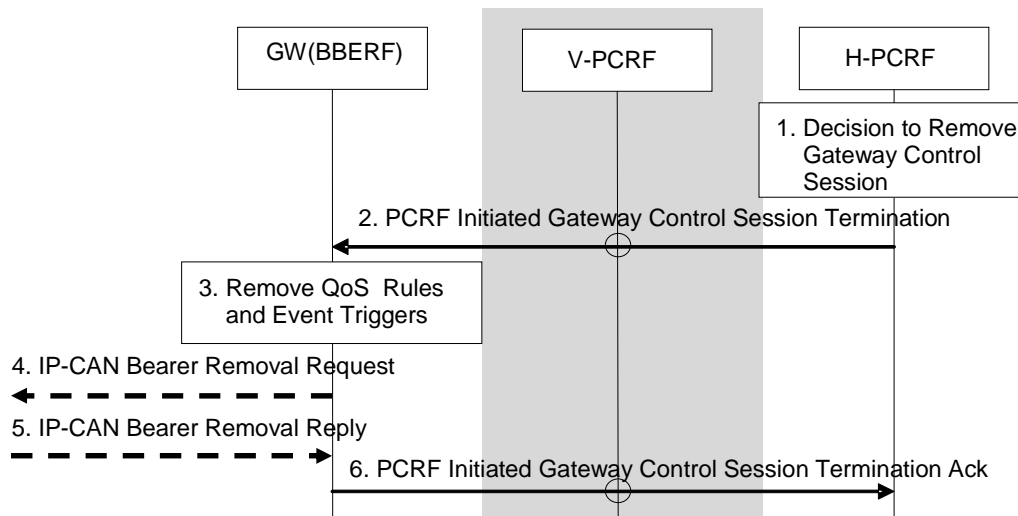 GW(BBERF)
V-PCRF
H-PCRF
1. Decision to Remove
Gateway Control
Session
2. PCRF Initiated Gateway Control Session Termination
3. Remove QoS Rules
and Event Triggers
4. IP-CAN Bearer Removal Request
5. IP-CAN Bearer Removal Reply
6. PCRF Initiated Gateway Control Session Termination Ack